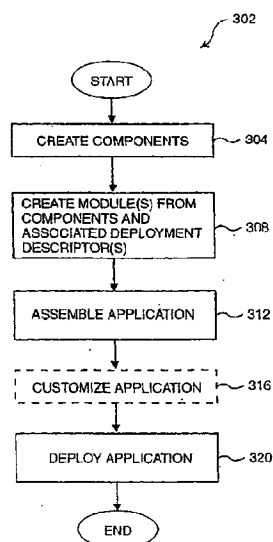 302
START
CREATE COMPONENTS
304
CREATE MODULE(S) FROM
COMPONENTS AND
ASSOCIATED DEPLOYMENT
DESCRIPTOR(S)
308
ASSEMBLE APPLICATION
312
CUSTOMIZE APPLICATION
316
DEPLOY APPLICATION
320
END